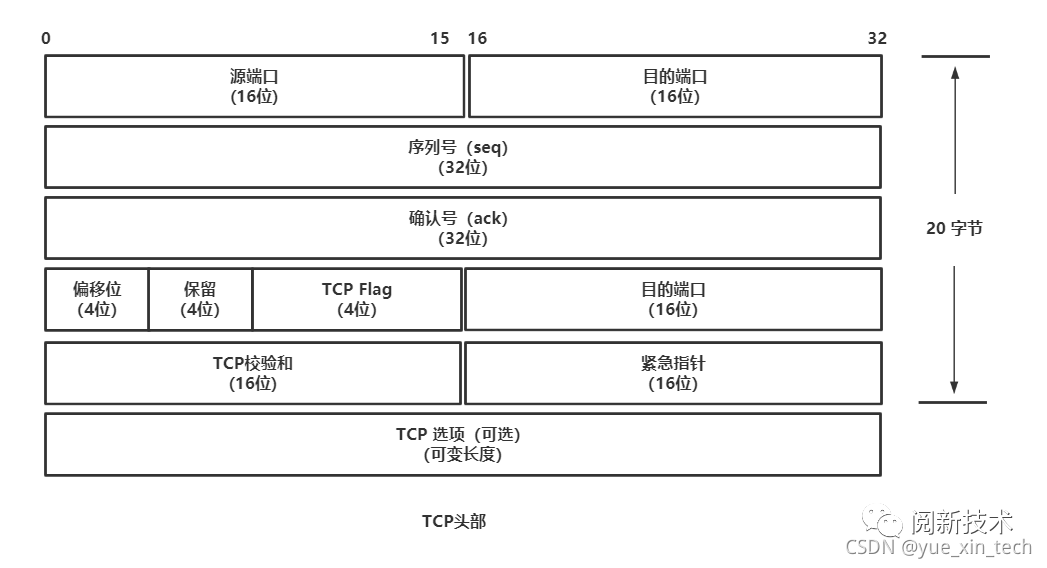 0 15 16 32
源端口 目的端口
(16位) (16位)
序列号（seq）
(32位)
确认号（ack）
(32位)
20 字节
偏移位 保留 TCP Flag 目的端口
(4位) (4位) (4位) (16位)
TCP校验和 紧急指针
(16位) (16位)
TCP 选项（可选）
(可变长度)
TCP头部
阅新技术
CSDN @yue_xin_tech